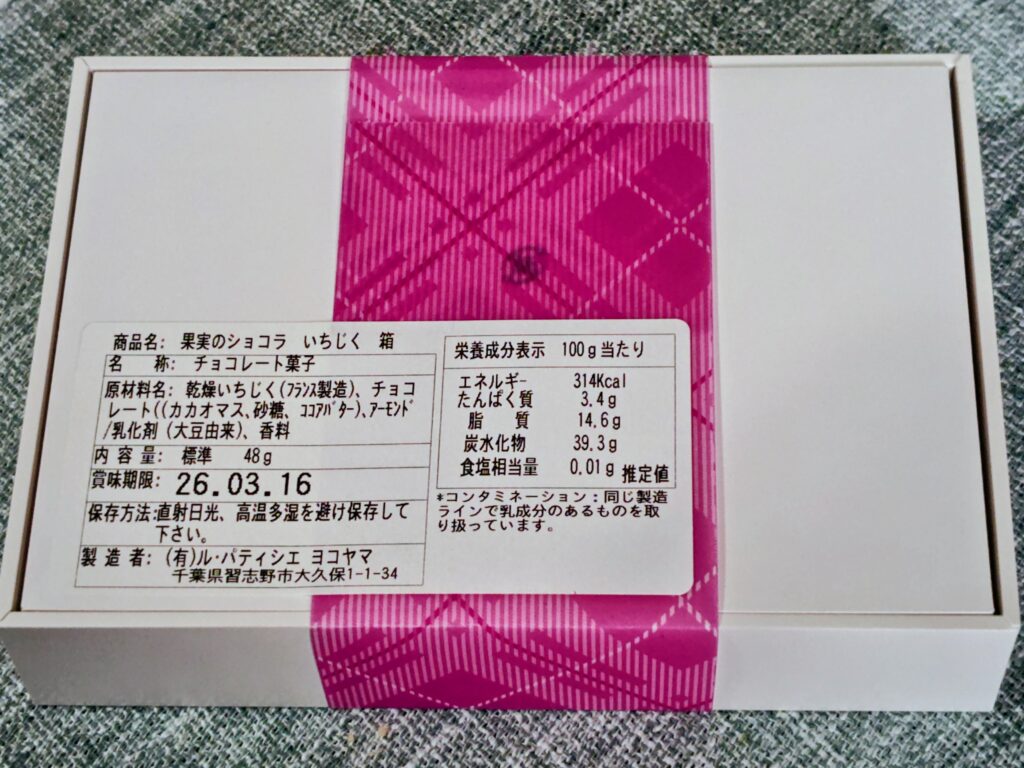 商品名: 果実のショコラ いちじく 箱
名 称: チョコレート菓子
原材料名: 乾燥いちじく(フランス製造)、チョコ
レート((カカオマス、砂糖、ココアバター)、アーモンド
/乳化剤(大豆由来)、香料
内容量: 標準 48g
賞味期限: 26.03.16
保存方法:直射日光、高温多湿を避け保存して
下さい。
製造者: (有)ル・パティシエ ヨコヤマ
千葉県習志野市大久保1-1-34
栄養成分表示 100g当たり
エネルギー 314Kcal
たんぱく質 3.4g
脂 質 14.6g
炭水化物 39.3g
食塩相当量 0.01g 推定値
*コンタミネーション:同じ製造
ラインで乳成分のあるものを取
り扱っています。